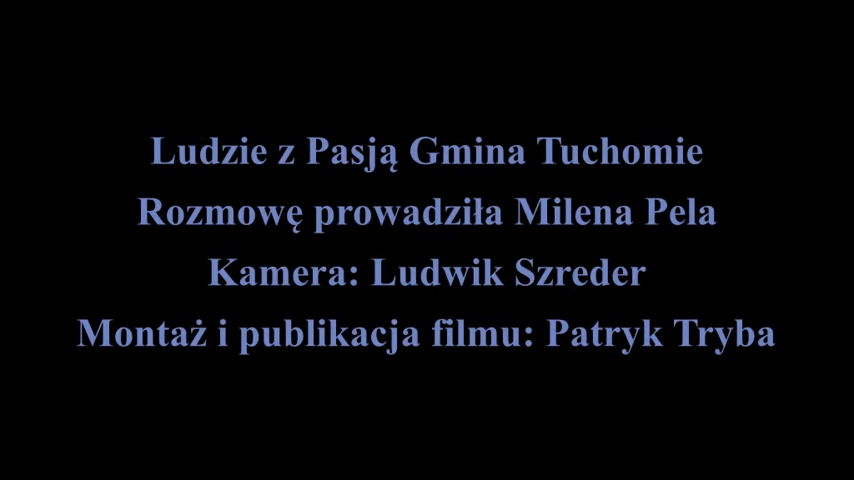 Ludzie z Pasją Gmina Tuchomie
Rozmowę prowadziła Milena Pela
Kamera: Ludwik Szreder
Montaż i publikacja filmu: Patryk Tryba